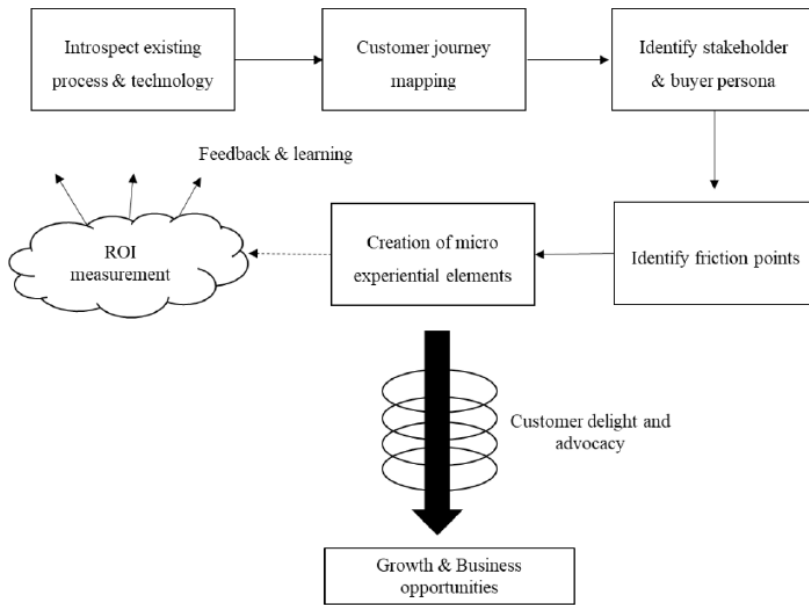 Introspect existing
process & technology
Customer journey
mapping
Identify stakeholder
& buyer persona
Feedback & learning
ROI
measurement
Creation of micro
experiential elements
Identify friction points
Customer delight and
advocacy
Growth & Business
opportunities